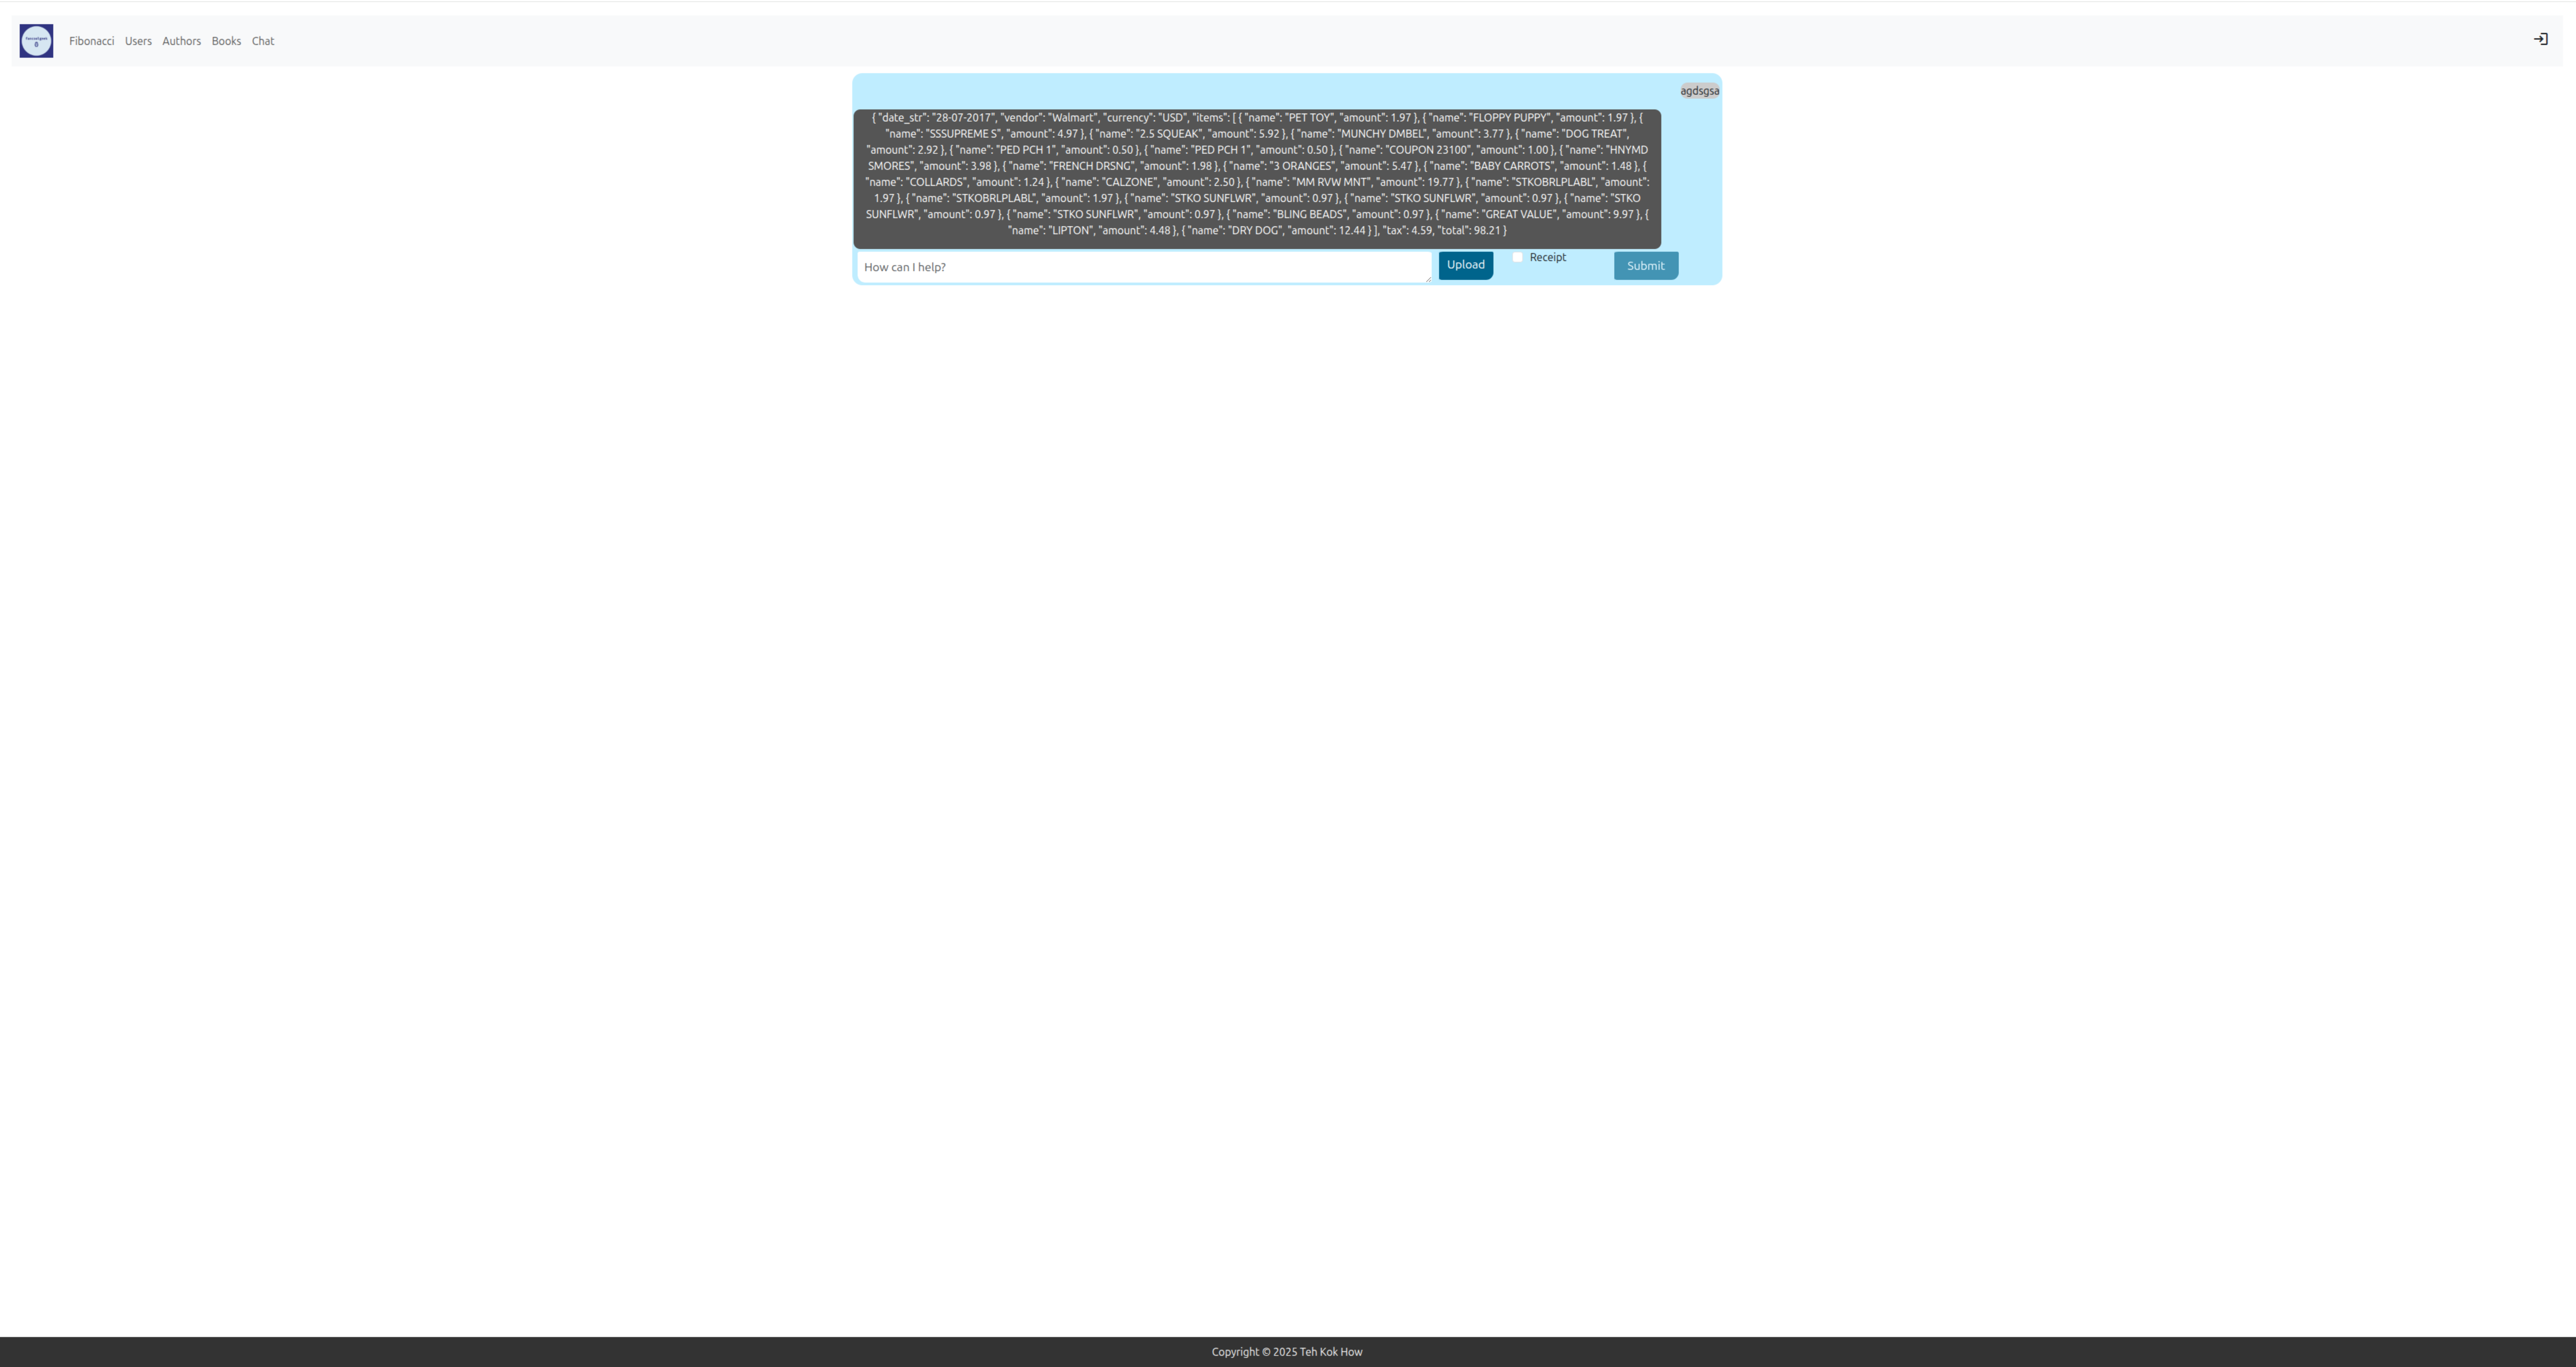 Fibonacci Users Authors Books Chat
agdsgsa
{ "date_str": "28-07-2017", "vendor": "Walmart", "currency": "USD", "items": [ { "name": "PET TOY", "amount": 1.97 }, { "name": "FLOPPY PUPPY", "amount": 1.97 }, {
"name": "SSSUPREME S", "amount": 4.97 }, { "name": "2.5 SQUEAK", "amount": 5.92 }, { "name": "MUNCHY DMBEL", "amount": 3.77 }, { "name": "DOG TREAT",
"amount": 2.92 }, { "name": "PED PCH 1", "amount": 0.50 }, { "name": "PED PCH 1", "amount": 0.50 }, { "name": "COUPON 23100", "amount": 1.00 }, { "name": "HNYMD
SMORES", "amount": 3.98 }, { "name": "FRENCH DRSNG", "amount": 1.98 }, { "name": "3 ORANGES", "amount": 5.47 }, { "name": "BABY CARROTS", "amount": 1.48 }, {
"name": "COLLARDS", "amount": 1.24 }, { "name": "CALZONE", "amount": 2.50 }, { "name": "MM RVW MNT", "amount": 19.77 }, { "name": "STKOBRLPLABL", "amount":
1.97 }, { "name": "STKOBRLPLABL", "amount": 1.97 }, { "name": "STKO SUNFLWR", "amount": 0.97 }, { "name": "STKO SUNFLWR", "amount": 0.97 }, { "name": "STKO
SUNFLWR", "amount": 0.97 }, { "name": "STKO SUNFLWR", "amount": 0.97 }, { "name": "BLING BEADS", "amount": 0.97 }, { "name": "GREAT VALUE", "amount": 9.97 }, {
"name": "LIPTON", "amount": 4.48 }, { "name": "DRY DOG", "amount": 12.44 } ], "tax": 4.59, "total": 98.21 }
How can I help? Upload Receipt Submit
Copyright © 2025 Teh Kok How